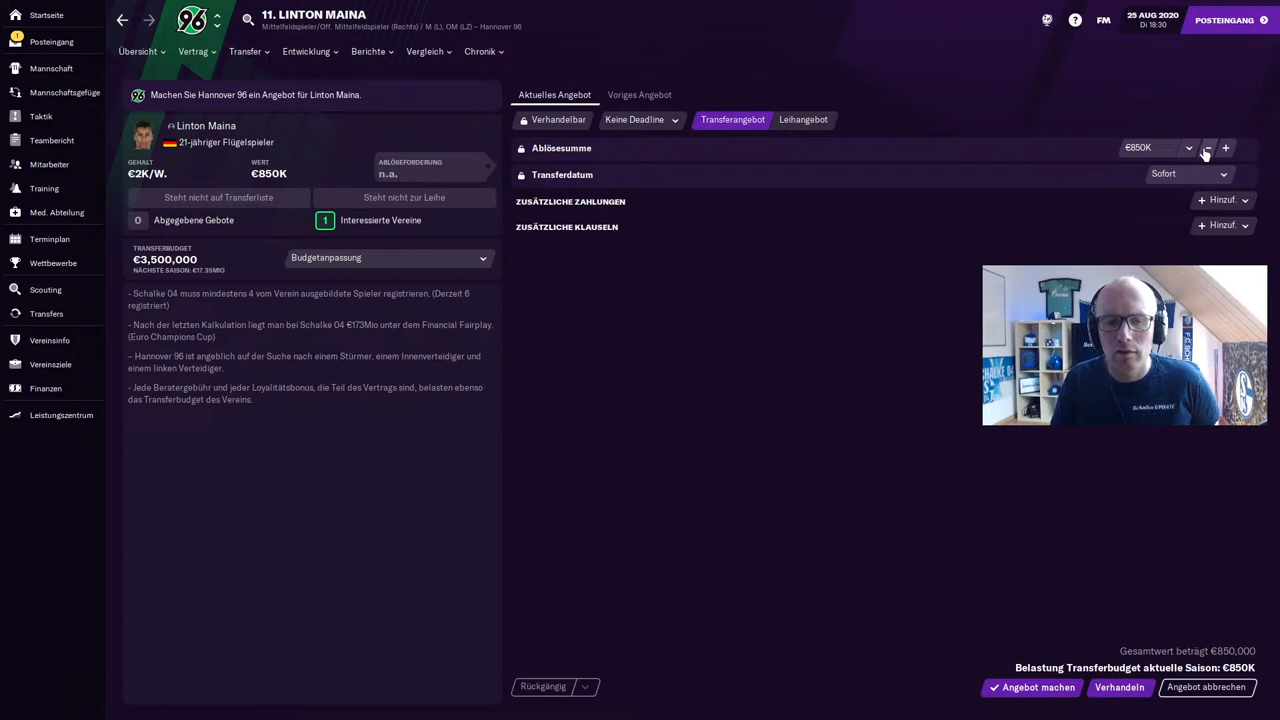 Startseite
1
Posteingang
Mannschaft
Mannschaftsgefüge
Taktik
Teambericht
Mitarbeiter
Training
Med. Abteilung
Terminplan
Wettbewerbe
Scouting
Transfers
Vereinsinfo
Vereinsziele
Finanzen
Leistungszentrum
96
11. LINTON MAINA
Mittelfeldspieler/Off. Mittelfeldspieler (Rechts) / M (L), OM (LZ) – Hannover 96
FM
25 AUG 2020
Di 18:30
POSTEINGANG
Übersicht
Vertrag
Transfer
Entwicklung
Berichte
Vergleich
Chronik
Machen Sie Hannover 96 ein Angebot für Linton Maina.
Linton Maina
21-jähriger Flügelspieler
GEHALT
€2K/W.
WERT
€850K
ABLÖSEFORDERUNG
n.a.
Steht nicht auf Transferliste
Steht nicht zur Leihe
0 Abgegebene Gebote
1 Interessierte Vereine
TRANSFERBUDGET
€3,500,000
NÄCHSTE SAISON: €17.35MIO
Budgetanpassung
- Schalke 04 muss mindestens 4 vom Verein ausgebildete Spieler registrieren. (Derzeit 6
registriert)
- Nach der letzten Kalkulation liegt man bei Schalke 04 €173Mio unter dem Financial Fairplay.
(Euro Champions Cup)
– Hannover 96 ist angeblich auf der Suche nach einem Stürmer, einem Innenverteidiger und
einem linken Verteidiger.
- Jede Beratergebühr und jeder Loyalitätsbonus, die Teil des Vertrags sind, belasten ebenso
das Transferbudget des Vereins.
Aktuelles Angebot
Voriges Angebot
Verhandelbar
Keine Deadline
Transferangebot
Leihangebot
Ablösesumme
€850K
Transferdatum
Sofort
ZUSÄTZLICHE ZAHLUNGEN
+ Hinzuf.
ZUSÄTZLICHE KLAUSELN
+ Hinzuf.
Schalke UPDATE
Gesamtwert beträgt €850,000
Belastung Transferbudget aktuelle Saison: €850K
Rückgängig
Angebot machen
Verhandeln
Angebot abbrechen